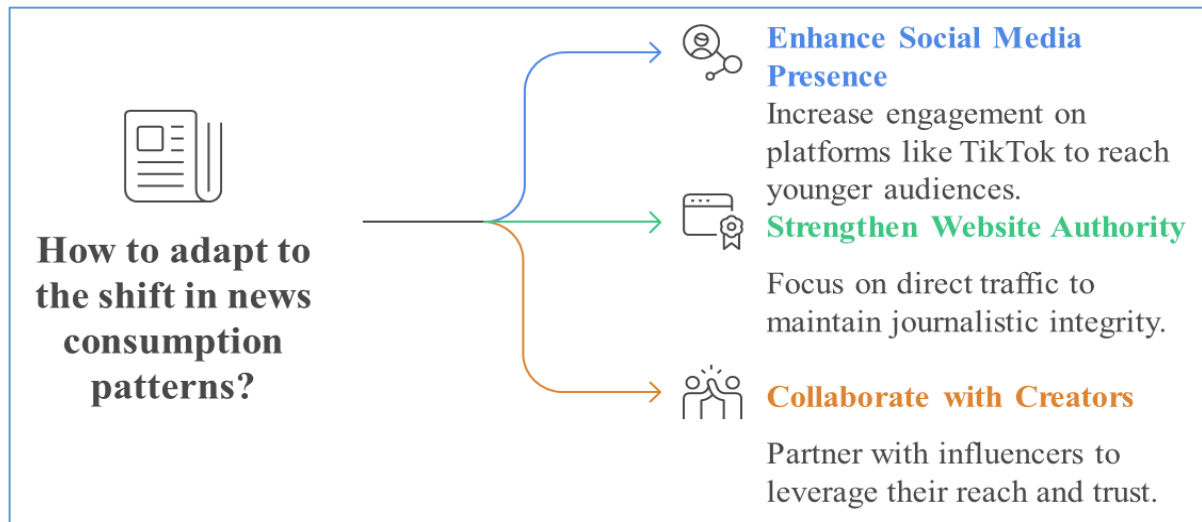 How to adapt to
the shift in news
consumption
patterns?
Enhance Social Media
Presence
Increase engagement on
platforms like TikTok to reach
younger audiences.
Strengthen Website Authority
Focus on direct traffic to
maintain journalistic integrity.
Collaborate with Creators
Partner with influencers to
leverage their reach and trust.